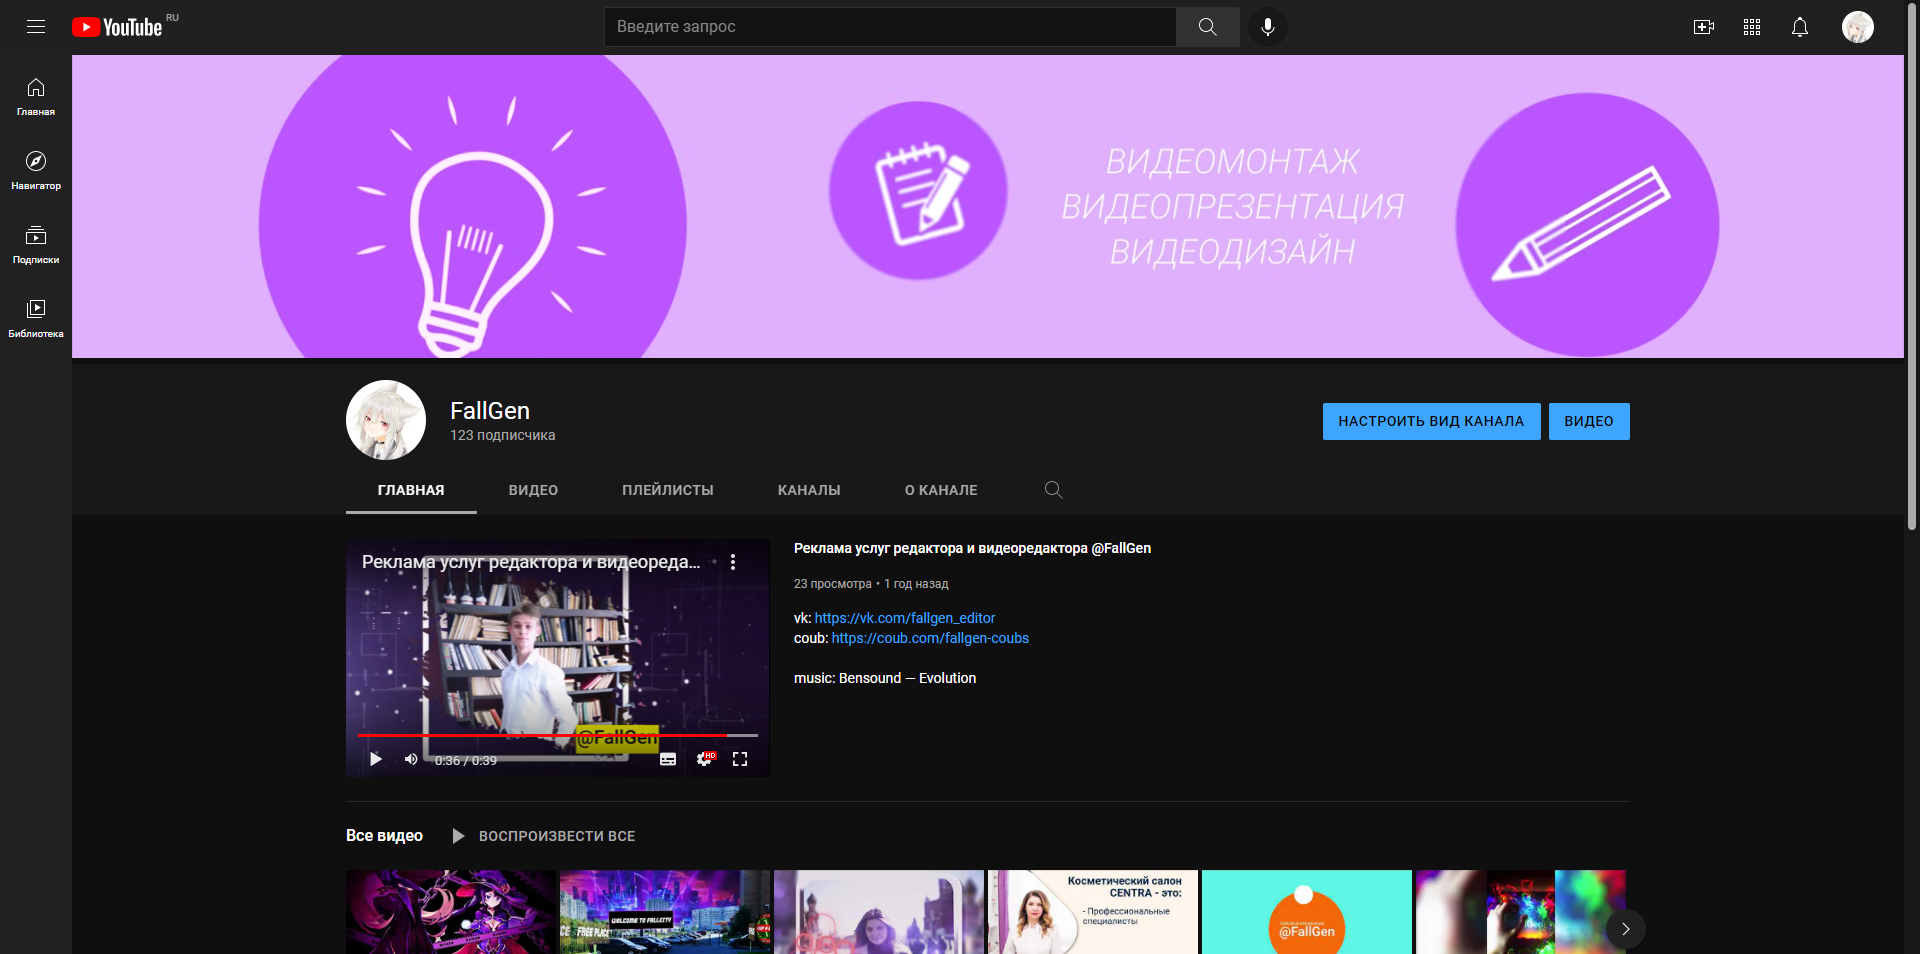 YouTube RU
Введите запрос
Главная
Навигатор
Подписки
Библиотека
ВИДЕОМОНТАЖ
ВИДЕОПРЕЗЕНТАЦИЯ
ВИДЕОДИЗАЙН
FallGen
123 подписчика
НАСТРОИТЬ ВИД КАНАЛА
ВИДЕО
ГЛАВНАЯ ВИДЕО ПЛЕЙЛИСТЫ КАНАЛЫ О КАНАЛЕ
Реклама услуг редактора и видеореда...
@FallGen
0:36 / 0:39
HD
Реклама услуг редактора и видеоредактора @FallGen
23 просмотра • 1 год назад
vk: https://vk.com/fallgen_editor
coub: https://coub.com/fallgen-coubs
music: Bensound — Evolution
Все видео
ВОСПРОИЗВЕСТИ ВСЕ
WELCOME TO FALLCITY
FREE PLACE
Косметический салон
CENTRA - это:
- Профессиональные
специалисты
@FallGen